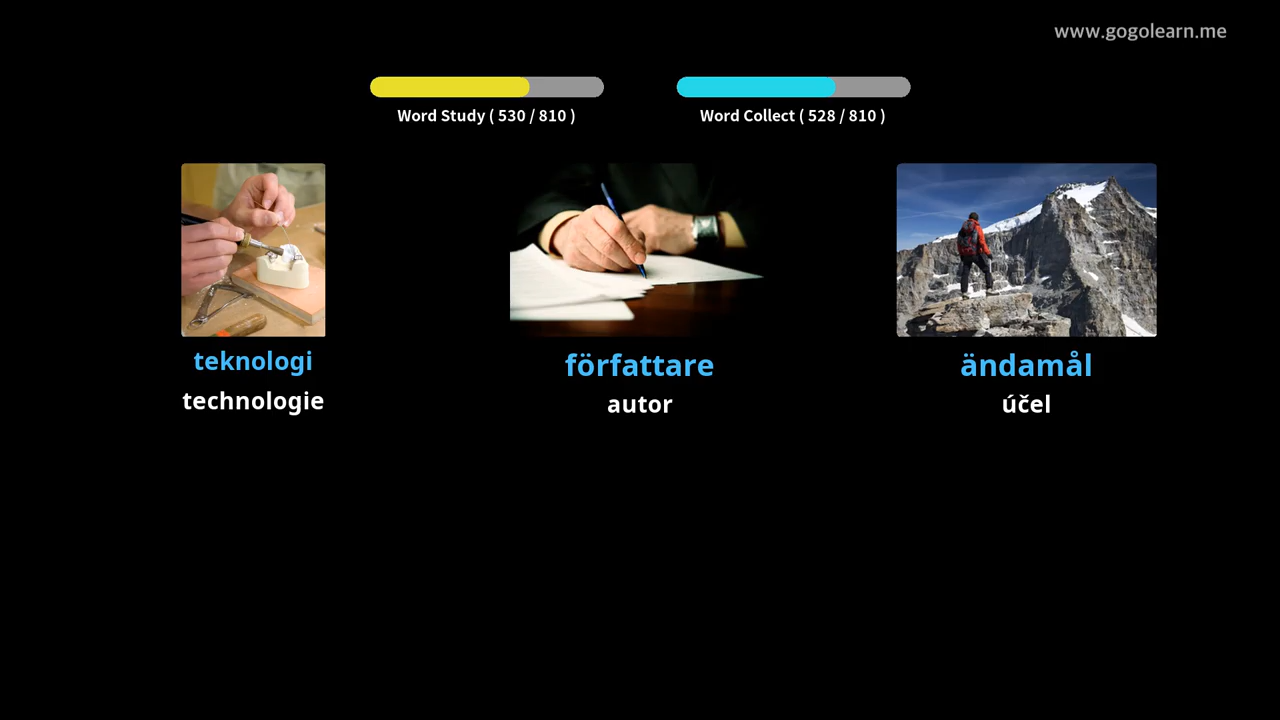 www.gogolearn.me
Word Study ( 530 / 810 )
Word Collect ( 528 / 810 )
teknologi
technologie
författare
autor
ändamål
účel